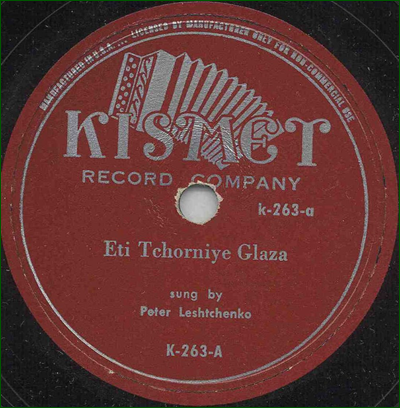 MANUFACTURED IN U.S.A. ... LICENSED BY MANUFACTURER ONLY FOR NON-COMMERCIAL USE
KISMET
RECORD COMPANY
k-263-a
Eti Tchorniye Glaza
sung by
Peter Leshtchenko
K-263-A